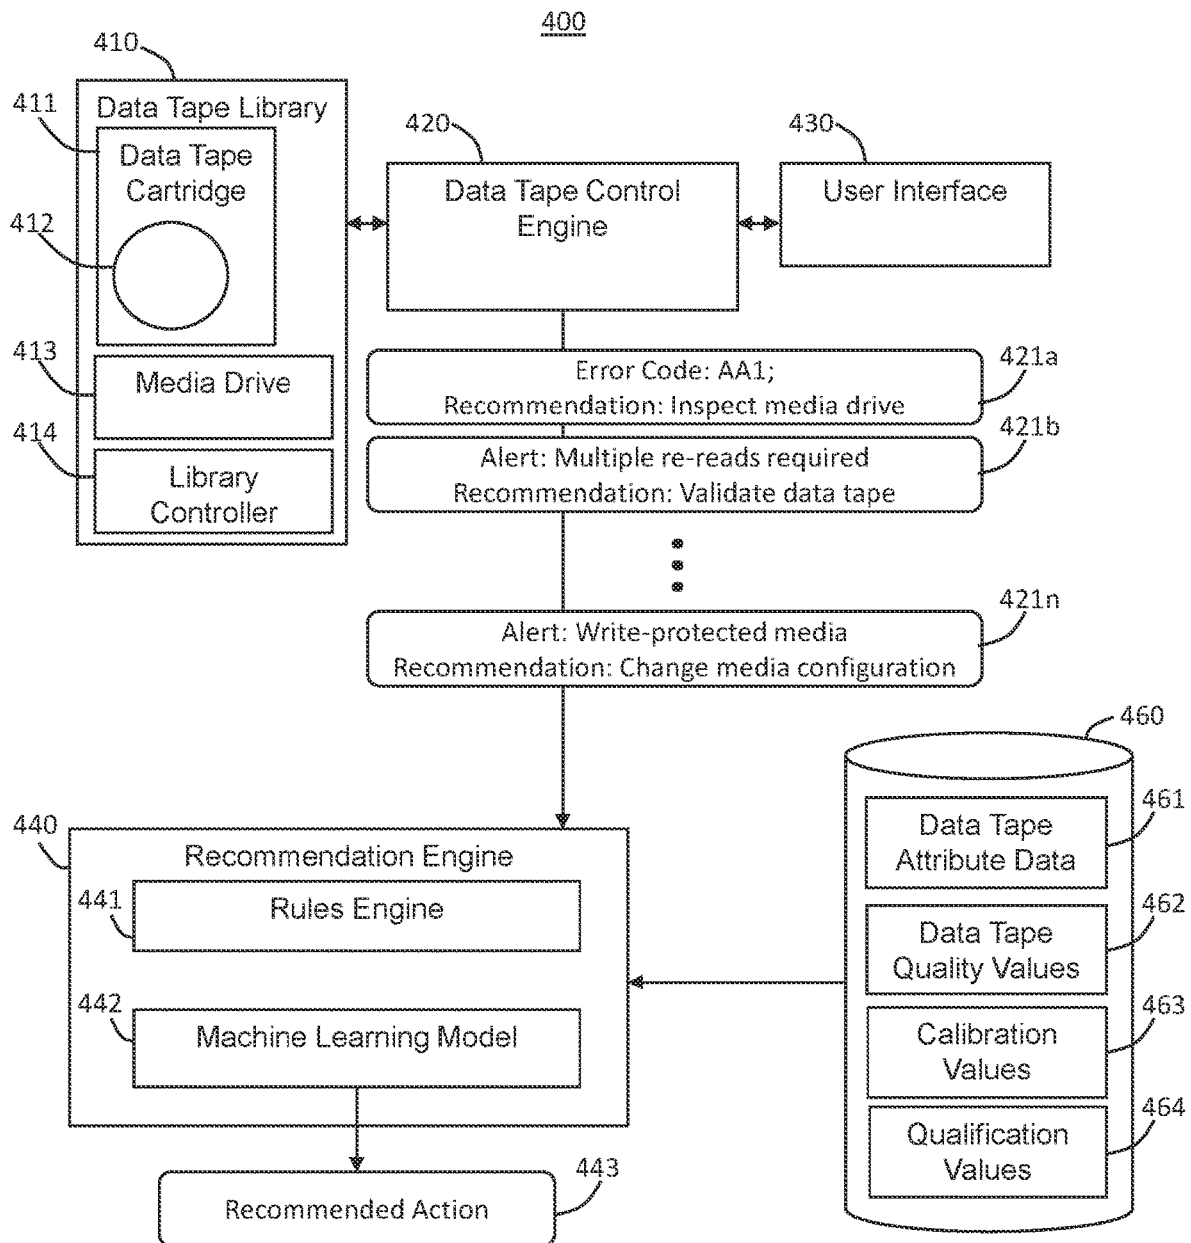 400
410
Data Tape Library
411
Data Tape
Cartridge
412
413
Media Drive
414
Library
Controller
420
Data Tape Control
Engine
430
User Interface
Error Code: AA1;
Recommendation: Inspect media drive
421a
Alert: Multiple re-reads required
Recommendation: Validate data tape
421b
Alert: Write-protected media
Recommendation: Change media configuration
421n
440
Recommendation Engine
441
Rules Engine
442
Machine Learning Model
443
Recommended Action
460
461
Data Tape
Attribute Data
462
Data Tape
Quality Values
463
Calibration
Values
464
Qualification
Values